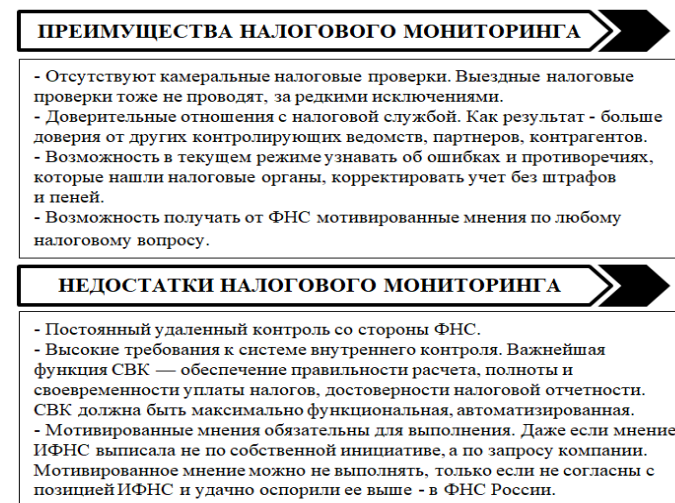 ПРЕИМУЩЕСТВА НАЛОГОВОГО МОНИТОРИНГА
- Отсутствуют камеральные налоговые проверки. Выездные налоговые
проверки тоже не проводят, за редкими исключениями.
- Доверительные отношения с налоговой службой. Как результат - больше
доверия от других контролирующих ведомств, партнеров, контрагентов.
- Возможность в текущем режиме узнавать об ошибках и противоречиях,
которые нашли налоговые органы, корректировать учет без штрафов
и пеней.
- Возможность получать от ФНС мотивированные мнения по любому
налоговому вопросу.
НЕДОСТАТКИ НАЛОГОВОГО МОНИТОРИНГА
- Постоянный удаленный контроль со стороны ФНС.
- Высокие требования к системе внутреннего контроля. Важнейшая
функция СВК — обеспечение правильности расчета, полноты и
своевременности уплаты налогов, достоверности налоговой отчетности.
СВК должна быть максимально функциональная, автоматизированная.
- Мотивированные мнения обязательны для выполнения. Даже если мнение
ИФНС выписала не по собственной инициативе, а по запросу компании.
Мотивированное мнение можно не выполнять, только если не согласны с
позицией ИФНС и удачно оспорили ее выше - в ФНС России.